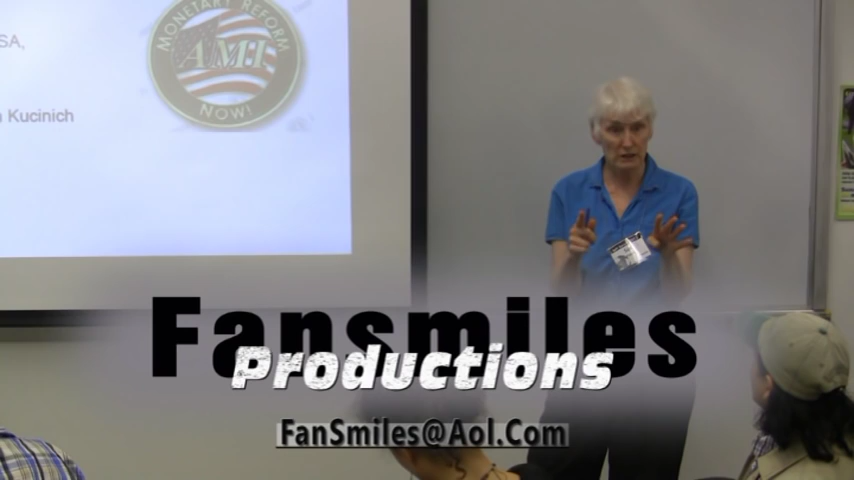 SA,
MONETARY REFORM
AMI
NOW!
Kucinich
Fansmiles
Productions
FanSmiles@Aol.Com